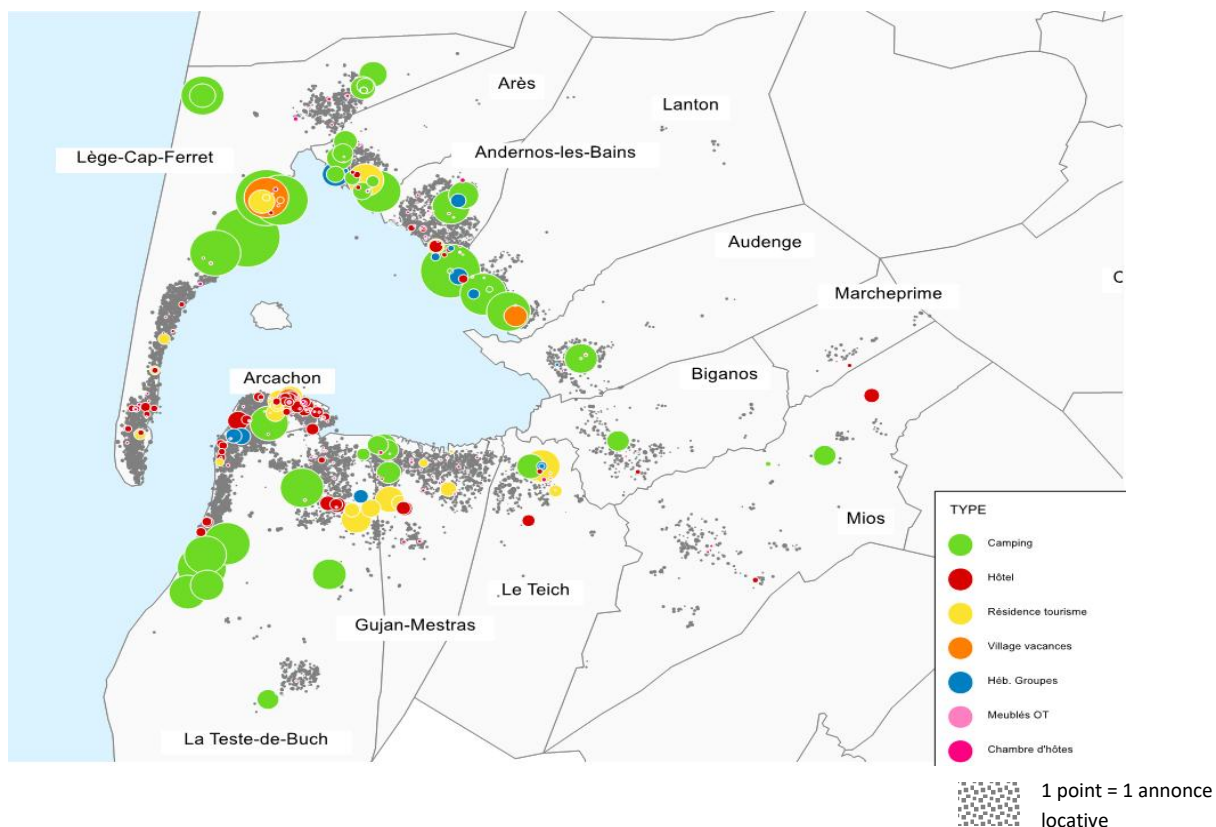 Arès
Lanton
Lège-Cap-Ferret
Andernos-les-Bains
Audenge
C
Marcheprime
Arcachon
Biganos
Mios
Le Teich
Gujan-Mestras
La Teste-de-Buch
TYPE
Camping
Hôtel
Résidence tourisme
Village vacances
Héb. Groupes
Meublés OT
Chambre d'hôtes
1 point = 1 annonce
locative